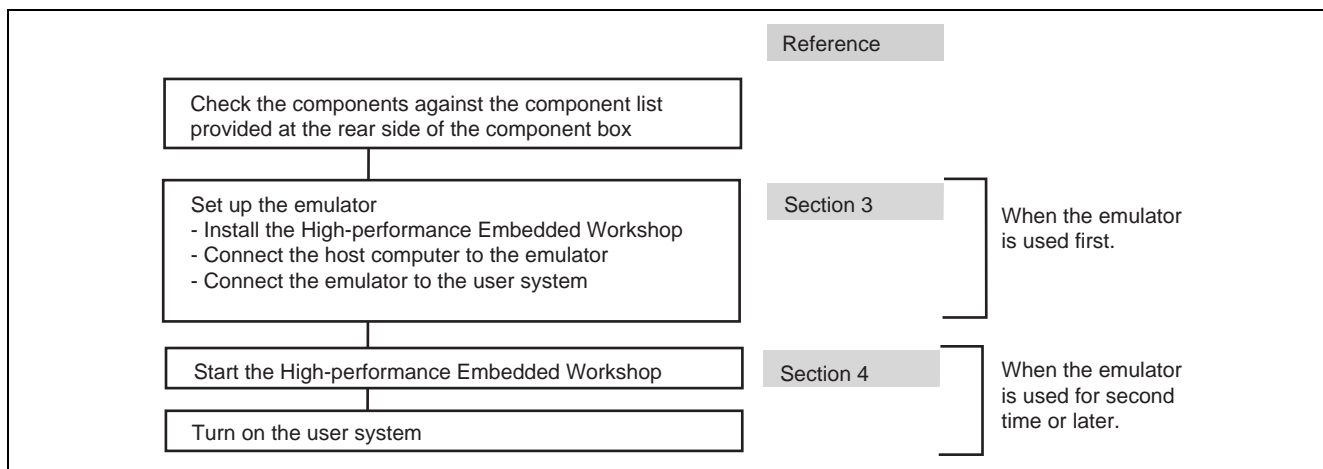 Reference
Check the components against the component list
provided at the rear side of the component box
Set up the emulator
- Install the High-performance Embedded Workshop
- Connect the host computer to the emulator
- Connect the emulator to the user system
Section 3
When the emulator
is used first.
Start the High-performance Embedded Workshop
Section 4
When the emulator
is used for second
time or later.
Turn on the user system